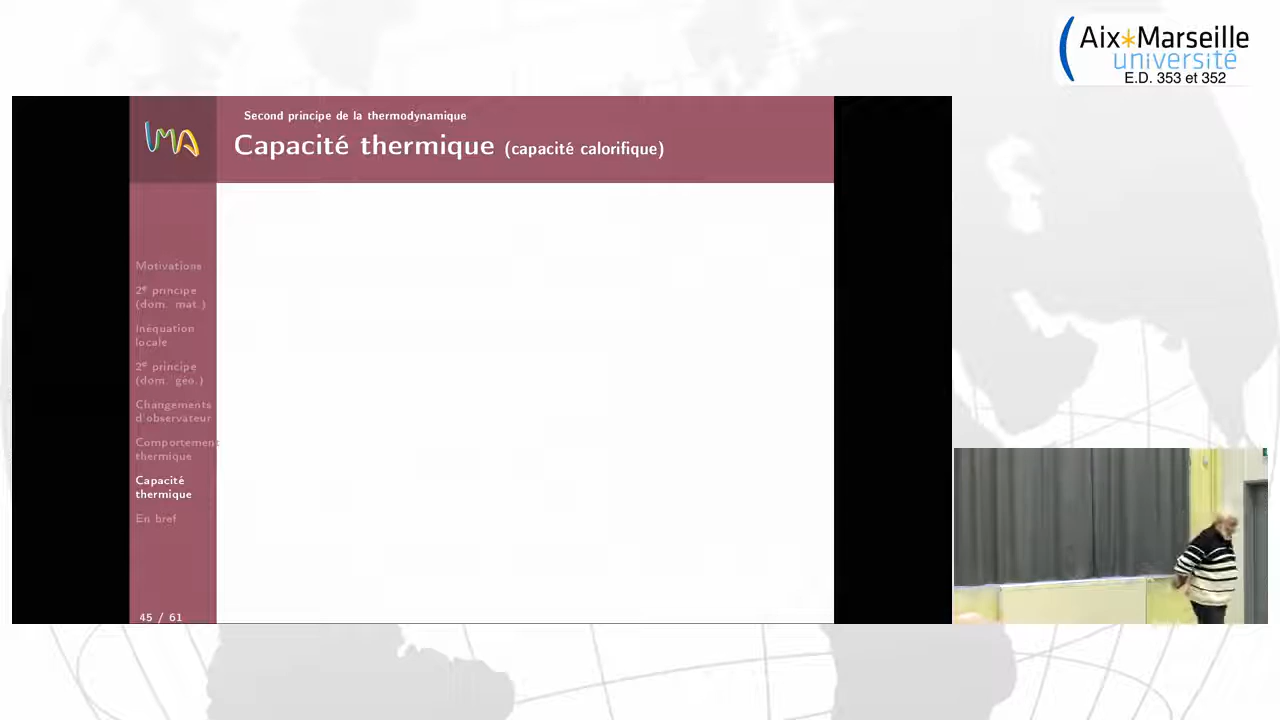 Aix*Marseille
université
E.D. 353 et 352
LMA
Second principe de la thermodynamique
Capacité thermique (capacité calorifique)
Motivations
2e principe
(dom. mat.)
Inéquation
locale
2e principe
(dom. géo.)
Changements
d'observateur
Comportement
thermique
Capacité
thermique
En bref
45 / 61